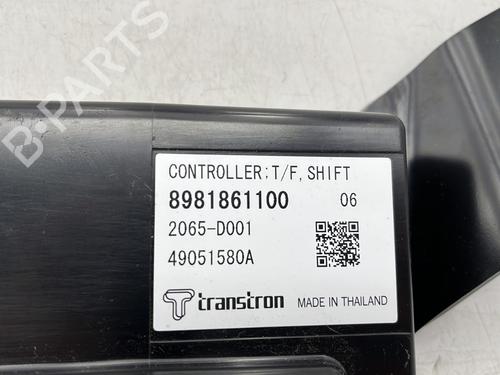 B-PARTS
CONTROLLER;T/F,SHIFT
8981861100 06
2065-D001
49051580A
transtron MADE IN THAILAND